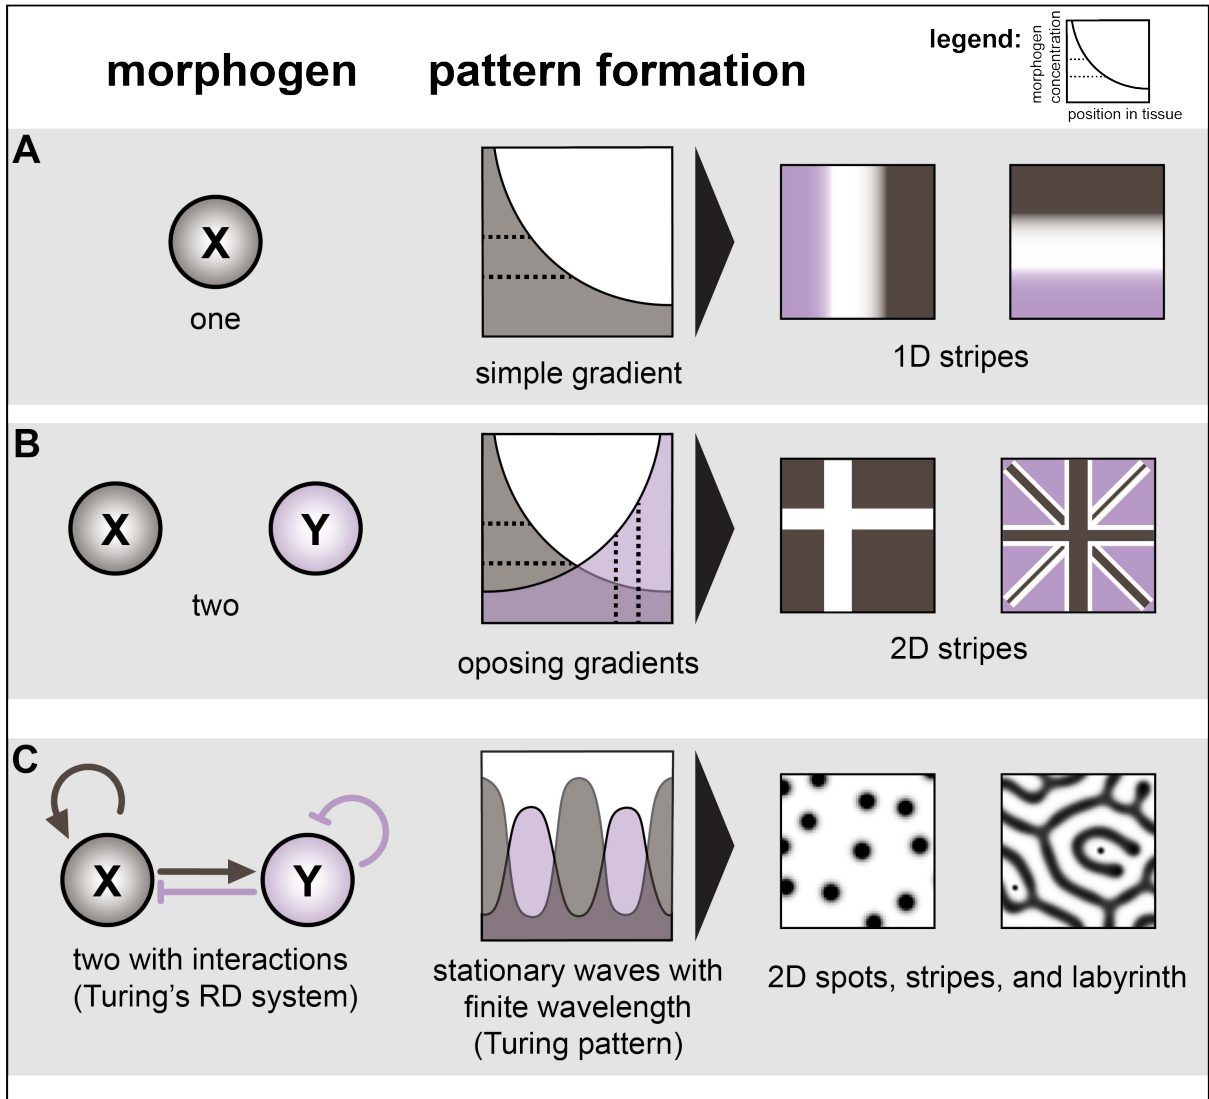 morphogen
pattern formation
legend:
morphogen
concentration
position in tissue
A
X
one
simple gradient
1D stripes
B
X
Y
two
oposing gradients
2D stripes
C
X
Y
two with interactions
(Turing’s RD system)
stationary waves with
finite wavelength
(Turing pattern)
2D spots, stripes, and labyrinth